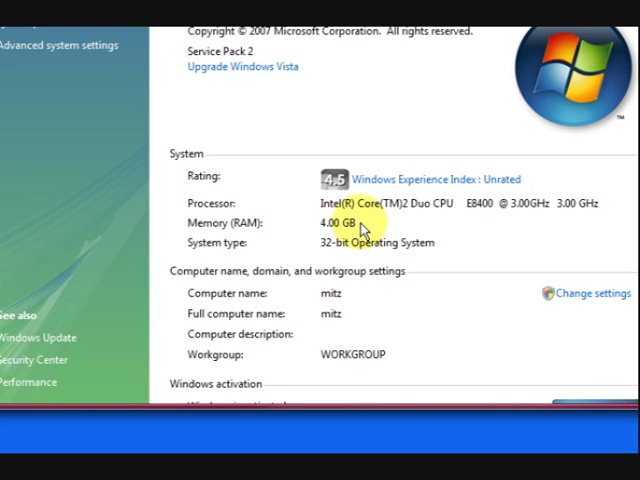 Advanced system settings
Copyright © 2007 Microsoft Corporation. All rights reserved.
Service Pack 2
Upgrade Windows Vista
TM
System
Rating: 4.5 Windows Experience Index : Unrated
Processor: Intel(R) Core(TM)2 Duo CPU E8400 @ 3.00GHz 3.00 GHz
Memory (RAM): 4.00 GB
System type: 32-bit Operating System
Computer name, domain, and workgroup settings
Computer name: mitz Change settings
Full computer name: mitz
Computer description:
Workgroup: WORKGROUP
See also
Windows Update
Security Center
Performance
Windows activation